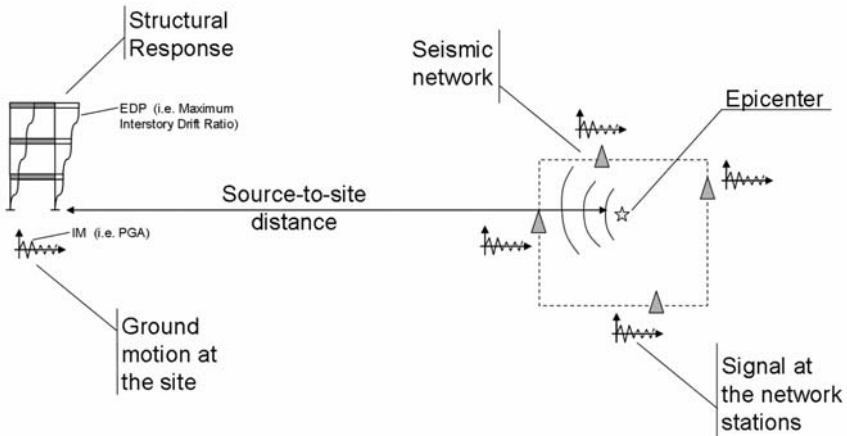 Structural
Response
EDP (i.e. Maximum
Interstory Drift Ratio)
Seismic
network
Epicenter
Source-to-site
distance
IM (i.e. PGA)
Ground
motion at
the site
Signal at
the network
stations